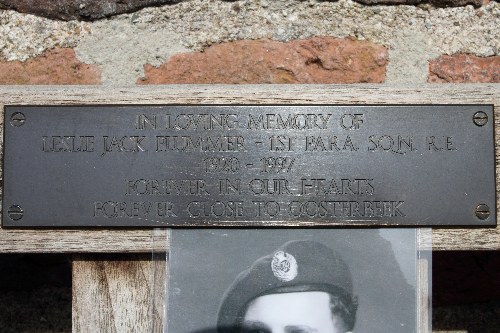 IN LOVING MEMORY OF
LESLIE JACK PLUMMER - 1ST PARA. SQN. R.E.
1920 - 1997
FOREVER IN OUR HEARTS
FOREVER CLOSE TO OOSTERBEEK